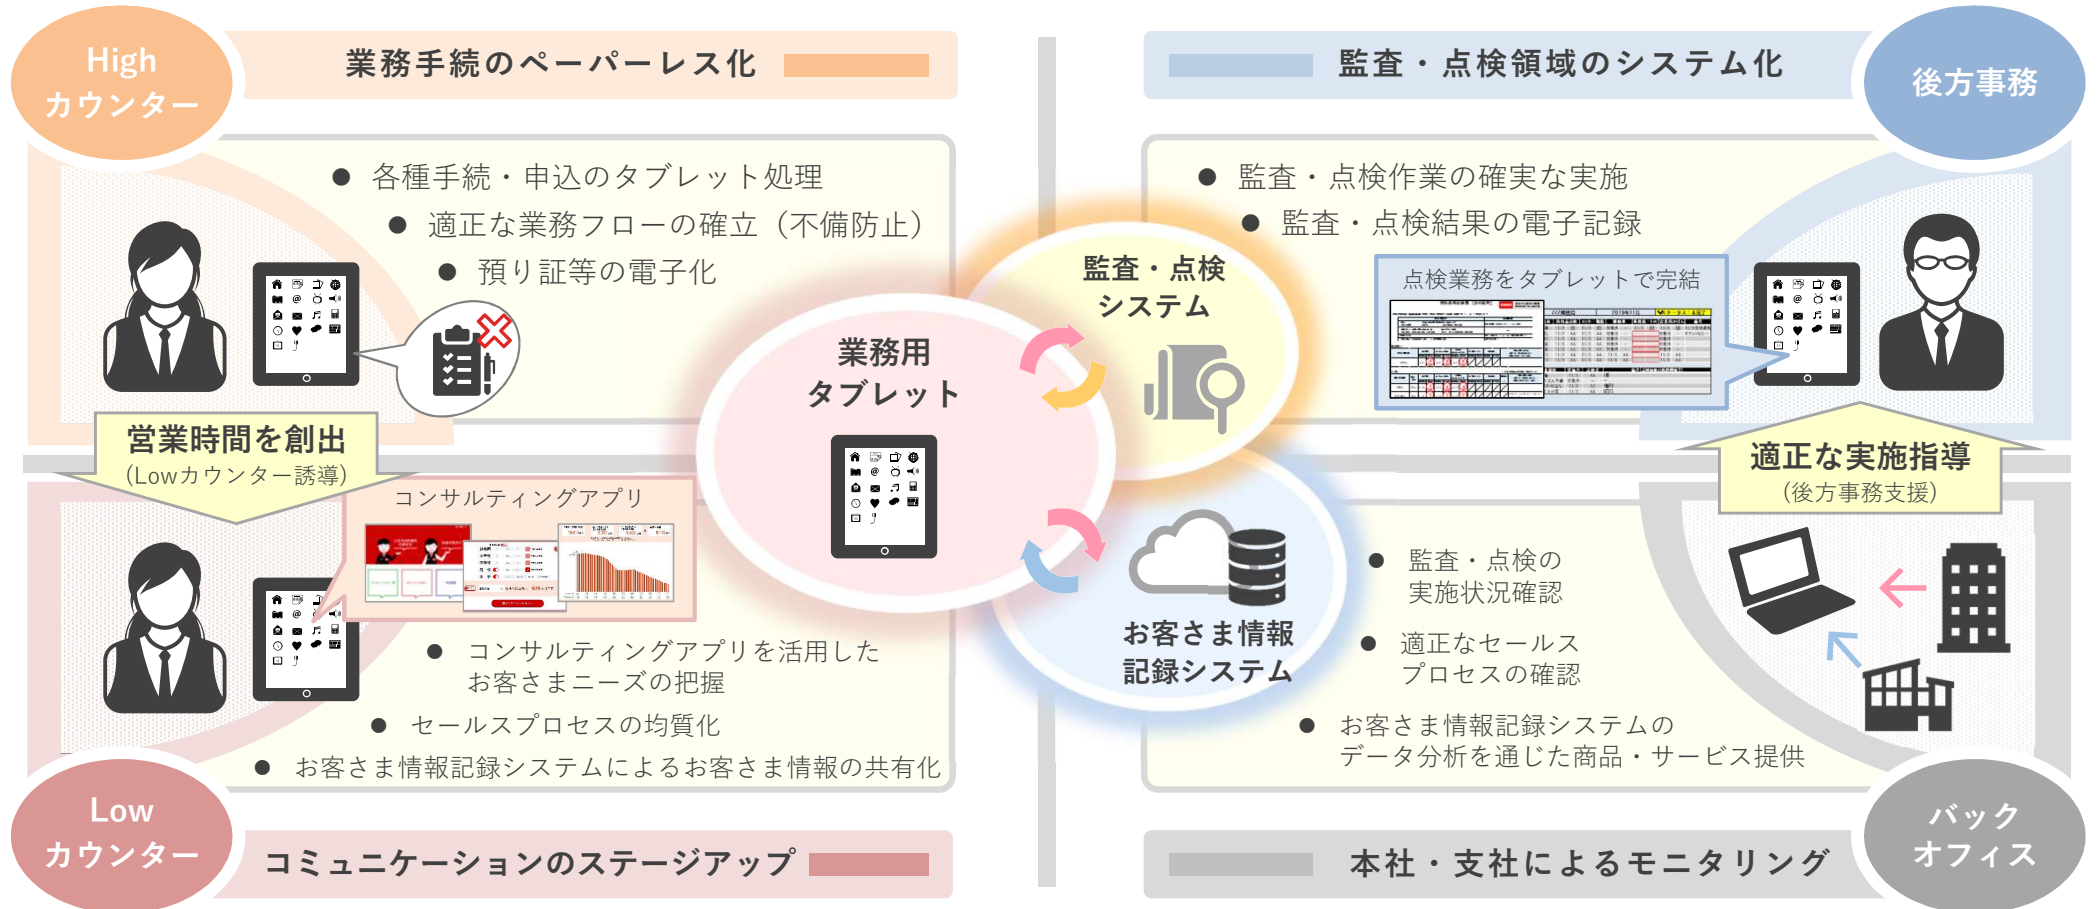 High
カウンター
業務手続のペーパーレス化
● 各種手続・申込のタブレット処理
● 適正な業務フローの確立（不備防止）
● 預り証等の電子化
監査・点検領域のシステム化
後方事務
● 監査・点検作業の確実な実施
● 監査・点検結果の電子記録
点検業務をタブレットで完結
監査・点検
システム
業務用
タブレット
お客さま情報
記録システム
営業時間を創出
(Lowカウンター誘導)
適正な実施指導
(後方事務支援)
コンサルティングアプリ
● コンサルティングアプリを活用した
お客さまニーズの把握
● セールスプロセスの均質化
● お客さま情報記録システムによるお客さま情報の共有化
Low
カウンター
コミュニケーションのステージアップ
● 監査・点検の
実施状況確認
● 適正なセールス
プロセスの確認
● お客さま情報記録システムの
データ分析を通じた商品・サービス提供
本社・支社によるモニタリング
バック
オフィス